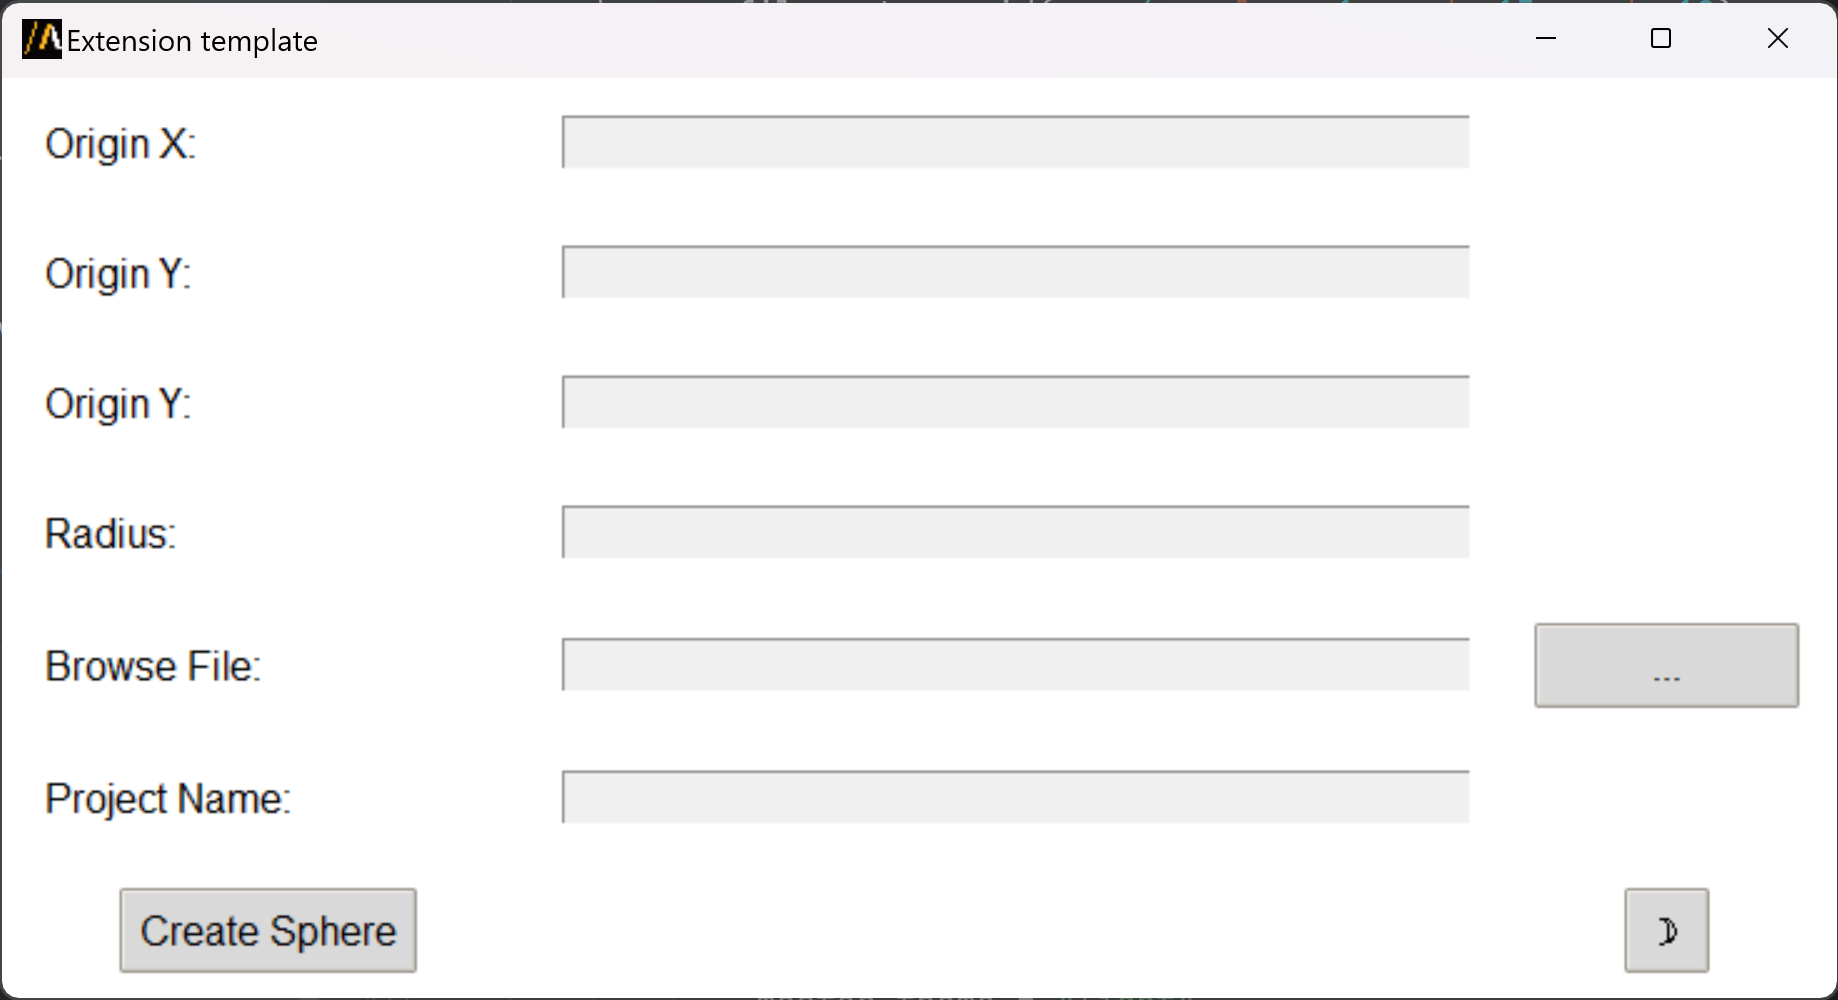 Extension template
Origin X:
Origin Y:
Origin Y:
Radius:
Browse File:
...
Project Name:
Create Sphere